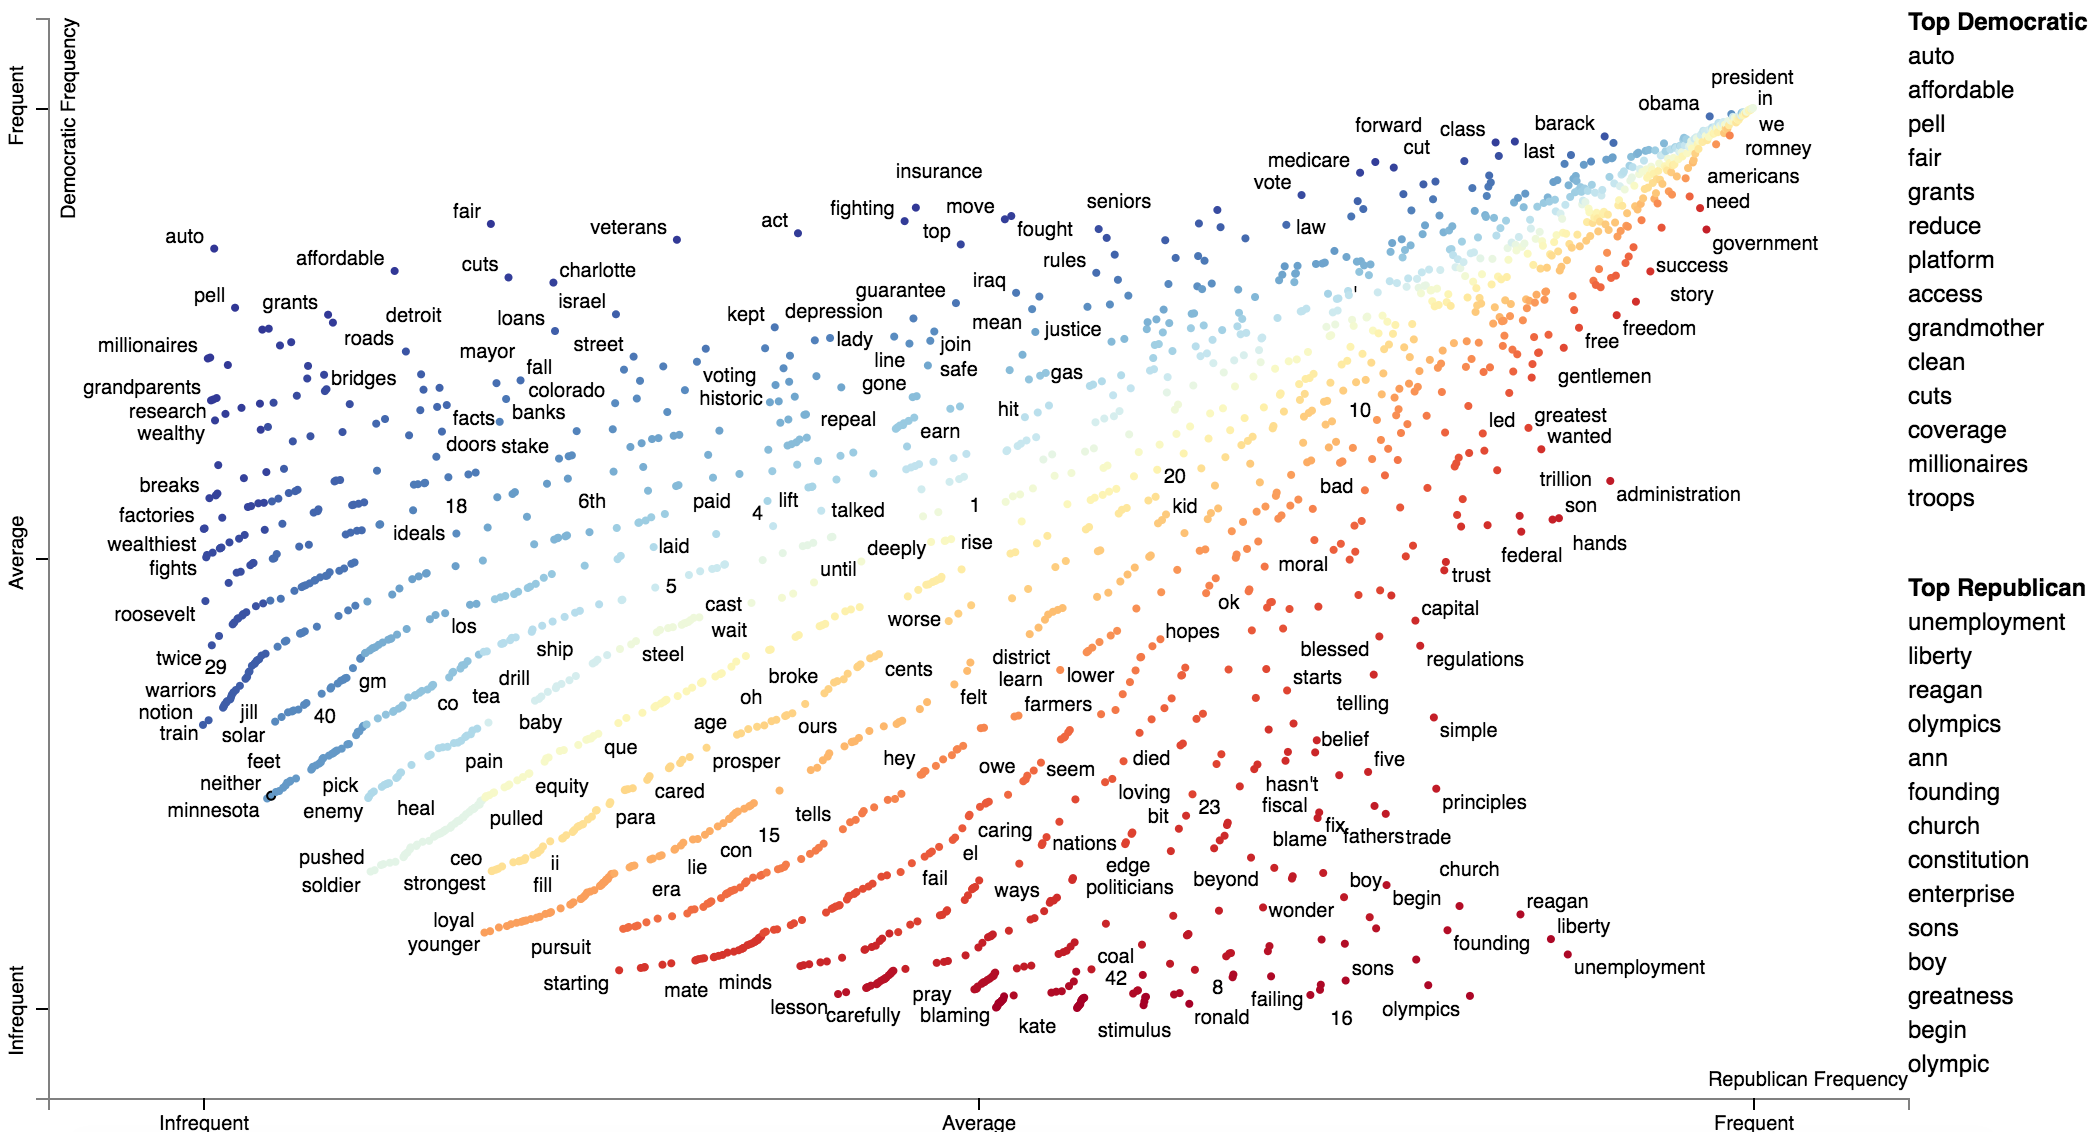 Top Democratic
auto
affordable
pell
fair
grants
reduce
platform
access
grandmother
clean
cuts
coverage
millionaires
troops
Top Republican
unemployment
liberty
reagan
olympics
ann
founding
church
constitution
enterprise
sons
boy
greatness
begin
olympic
Democratic Frequency
Frequent
Average
Infrequent
president
in
obama
we
romney
forward
class
barack
cut
last
medicare
americans
vote
need
insurance
seniors
fair
fighting
move
act
top
fought
law
veterans
auto
government
affordable
cuts
charlotte
rules
success
pell
grants
israel
guarantee
iraq
story
detroit
loans
kept
depression
mean
justice
freedom
roads
millionaires
mayor
street
lady
join
free
fall
line
safe
gas
gentlemen
grandparents
bridges
colorado
voting
gone
research
facts
banks
historic
hit
10
led
greatest
wealthy
repeal
earn
wanted
doors
stake
breaks
20
bad
trillion
administration
18
6th
paid
lift
4
talked
1
kid
son
factories
ideals
wealthiest
laid
deeply
rise
hands
fights
until
moral
federal
5
trust
roosevelt
cast
ok
capital
los
wait
worse
hopes
twice
29
ship
steel
district
blessed
regulations
warriors
gm
drill
broke
cents
learn
lower
starts
notion
jill
40
co
tea
oh
felt
farmers
telling
train
solar
baby
age
ours
simple
feet
pain
que
prosper
hey
owe
seem
died
belief
five
neither
pick
equity
cared
loving
hasn't
minnesota
enemy
heal
pulled
para
tells
23
fiscal
principles
bit
fix
15
caring
nations
blame
fathers
trade
pushed
ceo
ii
lie
con
el
edge
church
soldier
strongest
fill
era
fail
ways
politicians
beyond
boy
begin
loyal
wonder
reagan
younger
pursuit
liberty
founding
coal
unemployment
starting
mate
minds
42
8
sons
lesson
carefully
pray
failing
blaming
kate
stimulus
ronald
16
olympics
Republican Frequency
Infrequent
Average
Frequent